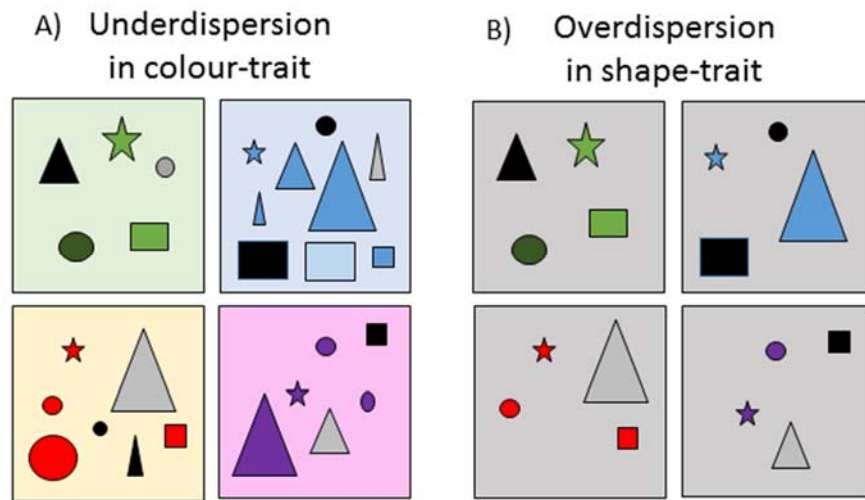 A) Underdispersion
in colour-trait
B) Overdispersion
in shape-trait